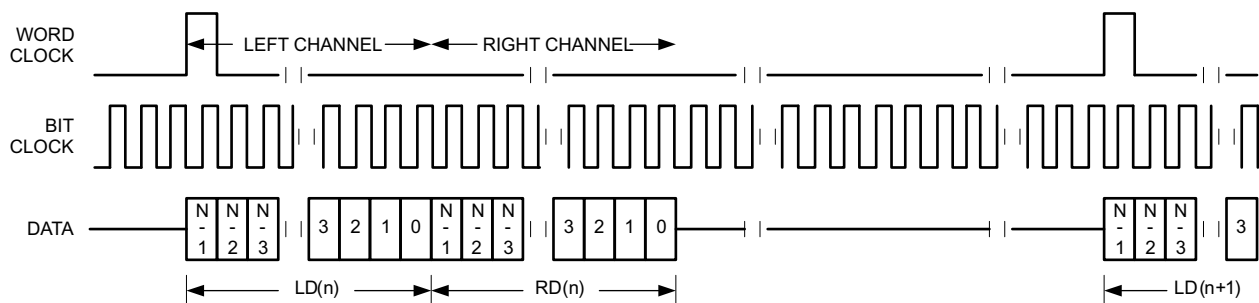 WORD
CLOCK
LEFT CHANNEL
RIGHT CHANNEL
BIT
CLOCK
DATA
N-1 N-2 N-3 3 2 1 0 N-1 N-2 N-3 3 2 1 0 N-1 N-2 N-3 3
LD(n)
RD(n)
LD(n+1)